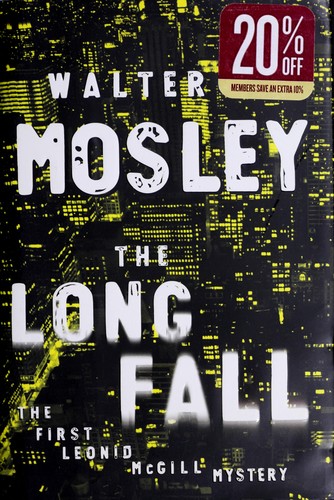 20% OFF
MEMBERS SAVE AN EXTRA 10%
WALTER
MOSLEY
THE
LONG
FALL
THE
FIRST
LEONID
McGILL MYSTERY